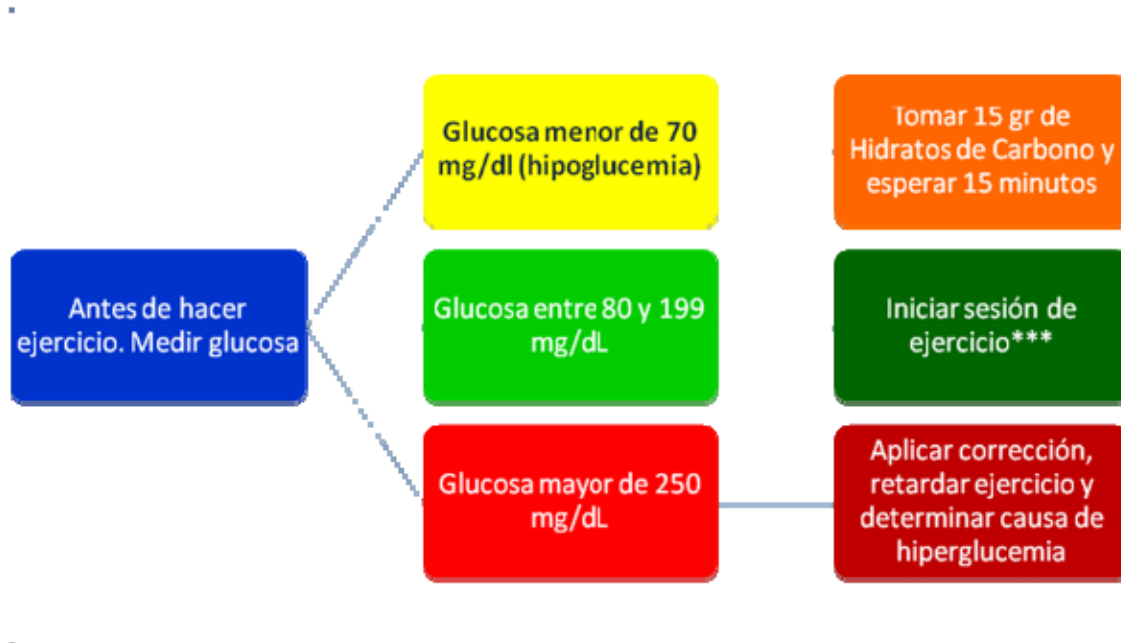 Antes de hacer
ejercicio. Medir glucosa
Glucosa menor de 70
mg/dl (hipoglucemia)
Tomar 15 gr de
Hidratos de Carbono y
esperar 15 minutos
Glucosa entre 80 y 199
mg/dL
Iniciar sesión de
ejercicio***
Glucosa mayor de 250
mg/dL
Aplicar corrección,
retardar ejercicio y
determinar causa de
hiperglucemia